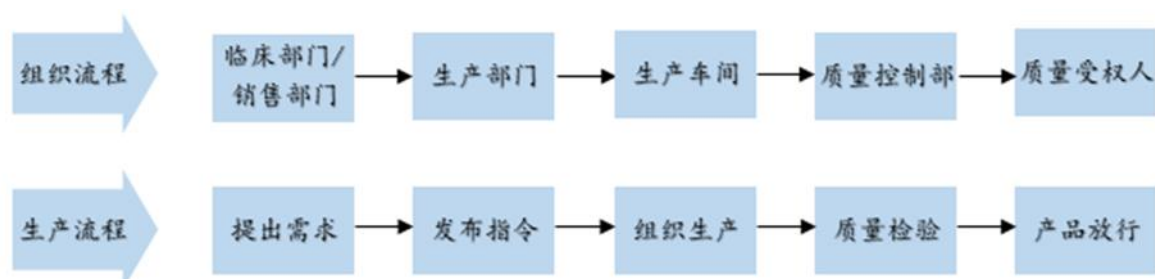 组织流程
临床部门/
销售部门
生产部门
生产车间
质量控制部
质量受权人
生产流程
提出需求
发布指令
组织生产
质量检验
产品放行